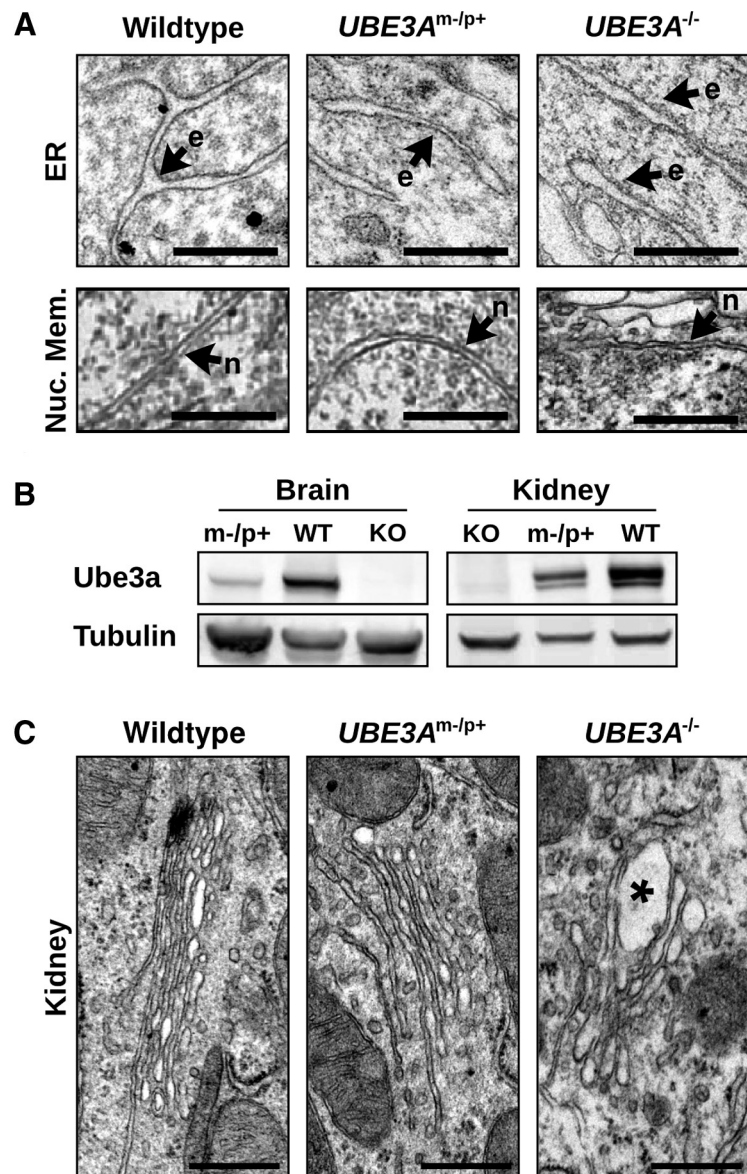 A
Wildtype UBE3A^m-/p+ UBE3A^-/-
ER
e e e e
Nuc. Mem.
n n n
B
Brain Kidney
m-/p+ WT KO KO m-/p+ WT
Ube3a
Tubulin
C
Wildtype UBE3A^m-/p+ UBE3A^-/-
Kidney
*